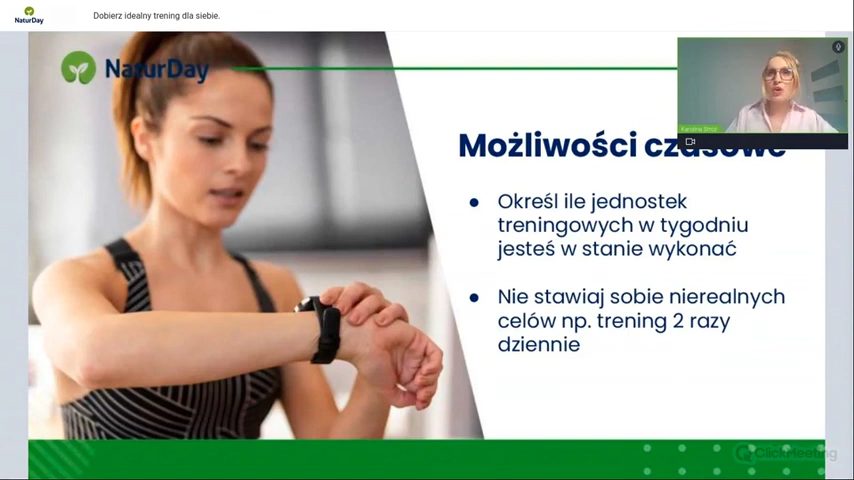 NaturDay
Dobierz idealny trening dla siebie.
NaturDay
Możliwości czasowe
● Określ ile jednostek
treningowych w tygodniu
jesteś w stanie wykonać
● Nie stawiaj sobie nierealnych
celów np. trening 2 razy
dziennie
ClickMeeting